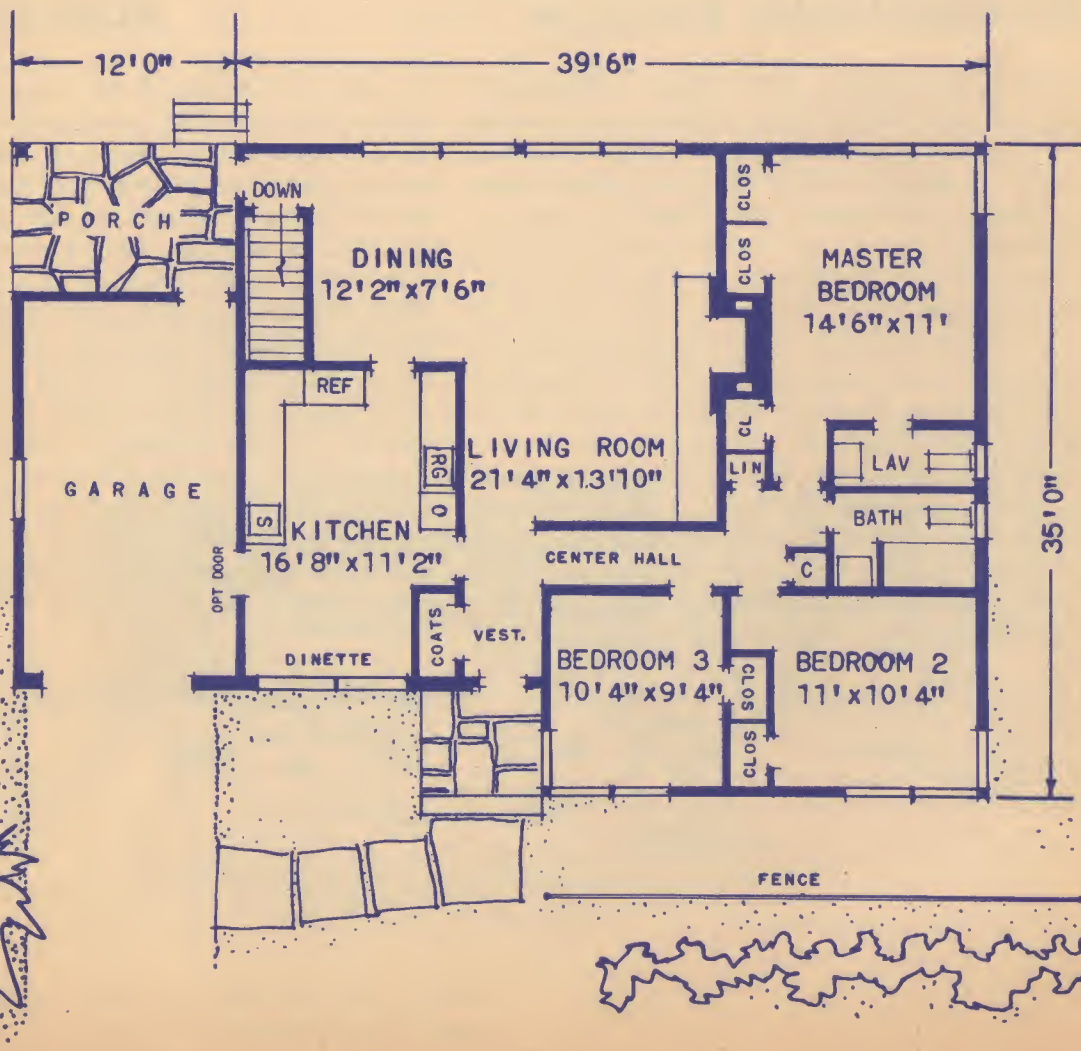 12'0"
39'6"
PORCH
DOWN
DINING
12'2"x7'6"
CLOS
CLOS
MASTER
BEDROOM
14'6"x11'
REF
CL
LIN
LAV
LIVING ROOM
21'4"x13'10"
RG
O
GARAGE
S
KITCHEN
16'8"x11'2"
OPT DOOR
BATH
35'0"
CENTER HALL
C
COATS
VEST.
DINETTE
BEDROOM 3
10'4"x9'4"
CLOS
CLOS
BEDROOM 2
11'x10'4"
FENCE